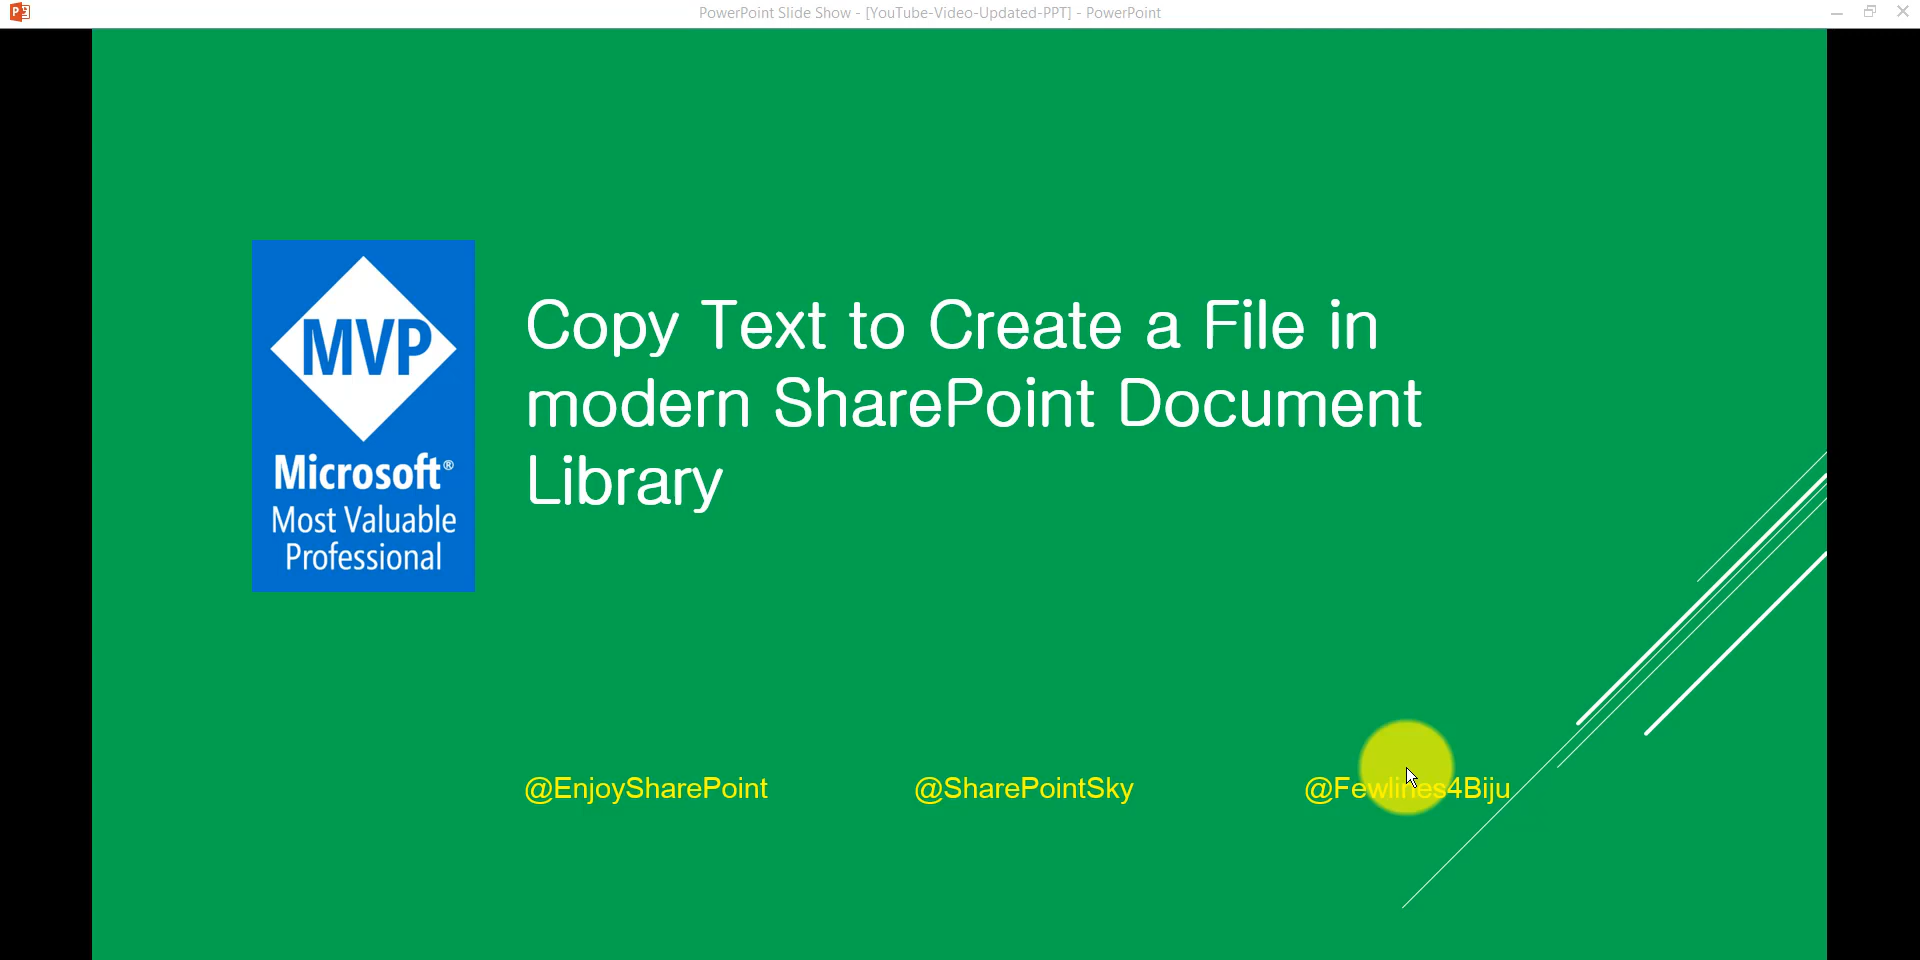 PowerPoint Slide Show - [YouTube-Video-Updated-PPT] - PowerPoint
MVP
Microsoft®
Most Valuable
Professional
Copy Text to Create a File in
modern SharePoint Document
Library
@EnjoySharePoint @SharePointSky @Fewlines4Biju